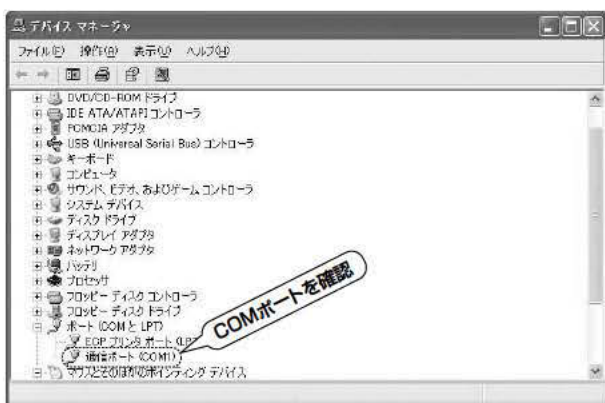 デバイス マネージャ
ファイル(F) 操作(A) 表示(V) ヘルプ(H)
DVD/CD-ROM ドライブ
IDE ATA/ATAPI コントローラ
PCMCIA アダプタ
USB (Universal Serial Bus) コントローラ
キーボード
コンピュータ
サウンド、ビデオ、およびゲーム コントローラ
システム デバイス
ディスク ドライブ
ディスプレイ アダプタ
ネットワーク アダプタ
バッテリ
プロセッサ
フロッピー ディスク コントローラ
フロッピー ディスク ドライブ
ポート (COM と LPT)
ECP プリンタ ポート (LP
通信ポート (COM1)
マウスとそのほかのポインティング デバイス
COMポートを確認